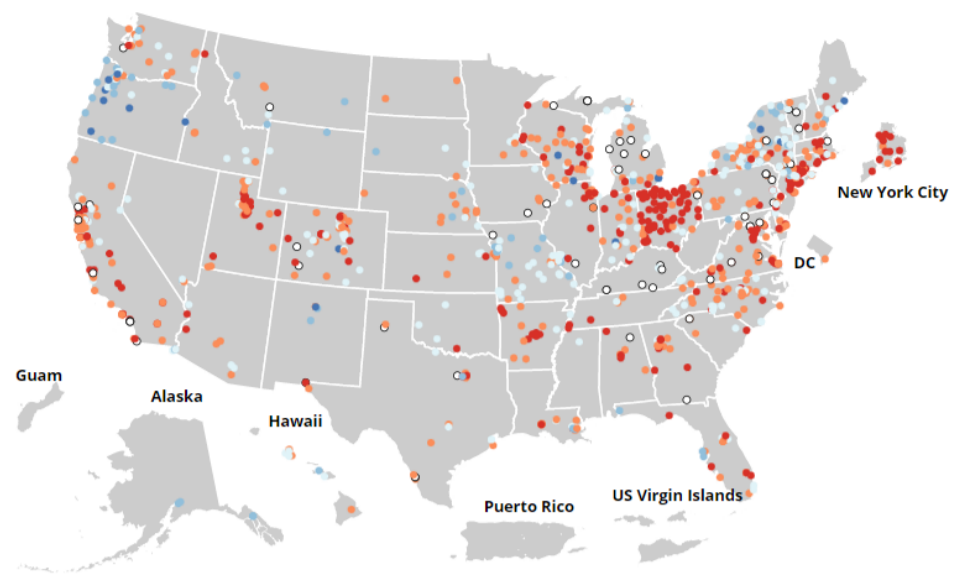 New York City
DC
Guam
Alaska
Hawaii
Puerto Rico
US Virgin Islands